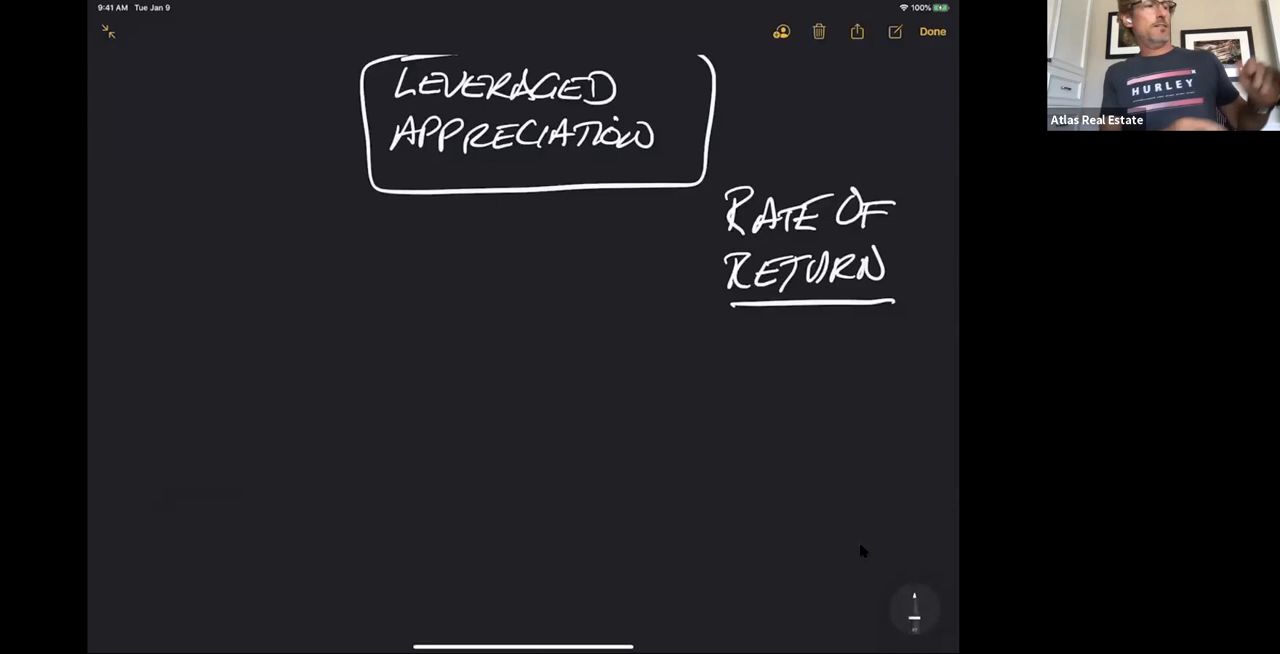 9:41 AM Tue Jan 9
100%
Done
LEVERAGED
APPRECIATION
RATE OF
RETURN
HURLEY
Atlas Real Estate